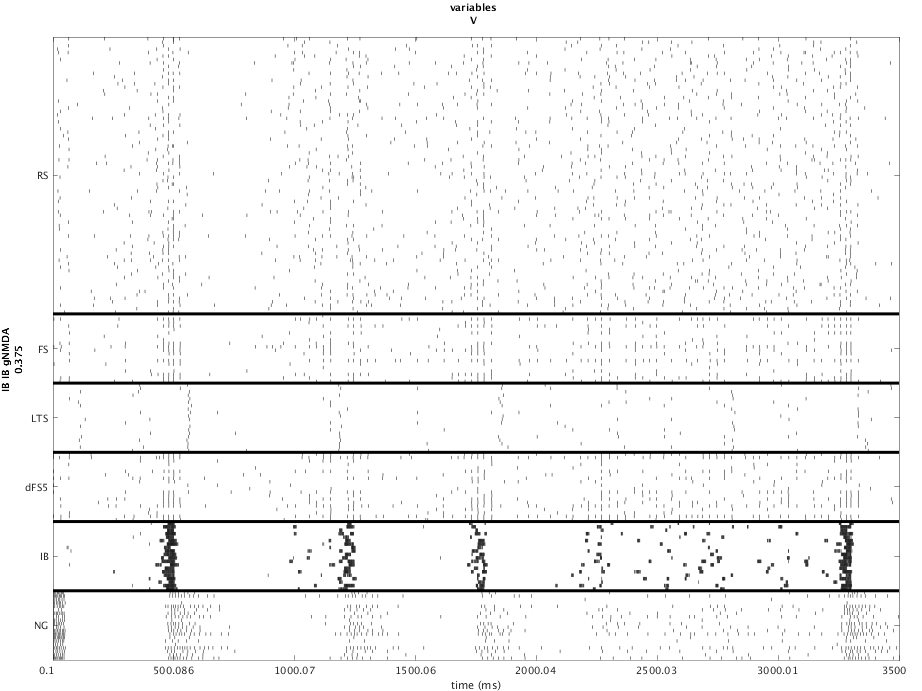 variables
V
RS
FS
LTS
dFS5
IB
NG
IB IB gNMDA
0.375
0.1 500.086 1000.07 1500.06 2000.04 2500.03 3000.01 3500
time (ms)